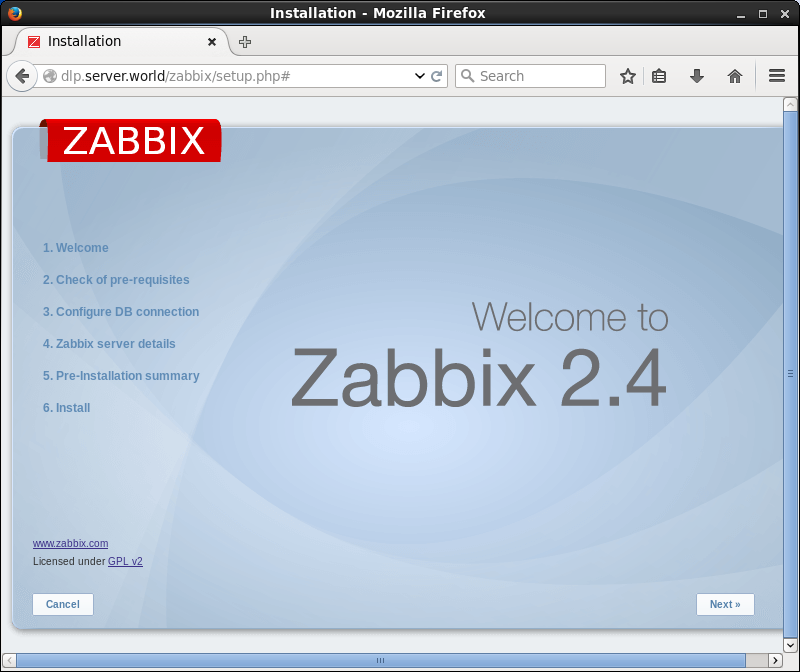 Installation - Mozilla Firefox
Installation
dlp.server.world/zabbix/setup.php#
Search
ZABBIX
1. Welcome
2. Check of pre-requisites
3. Configure DB connection
4. Zabbix server details
5. Pre-Installation summary
6. Install
Welcome to
Zabbix 2.4
www.zabbix.com
Licensed under GPL v2
Cancel
Next »